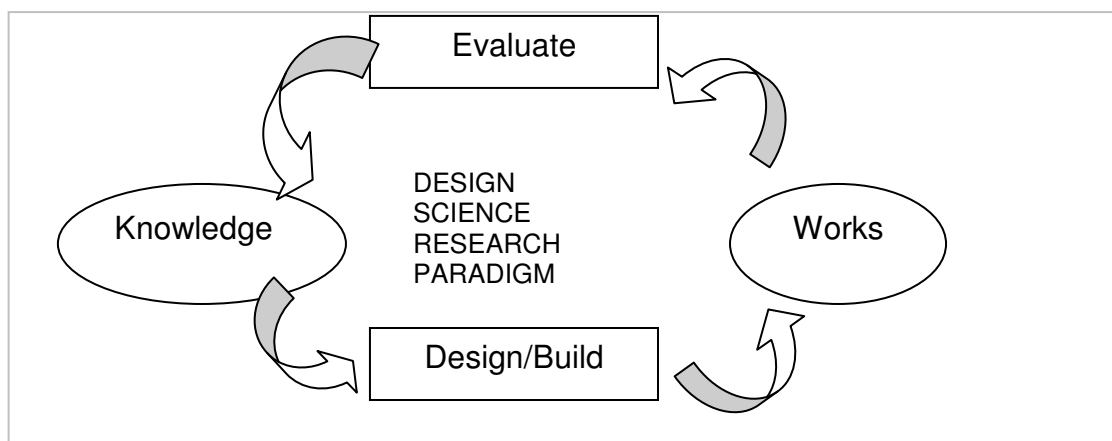 Evaluate
Knowledge
DESIGN
SCIENCE
RESEARCH
PARADIGM
Works
Design/Build